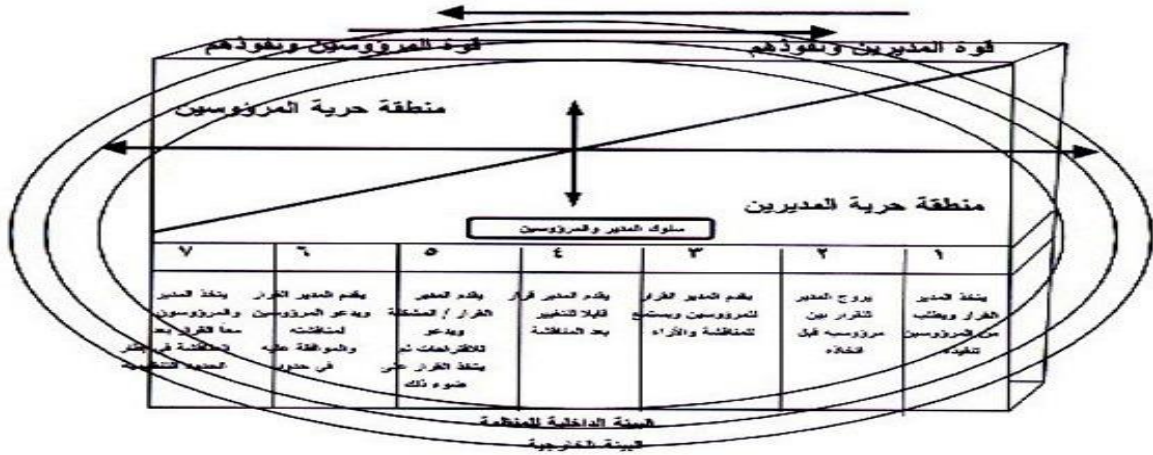 قوة المديرين ونفوذهم
قوة المرؤوسين ونفوذهم
منطقة حرية المرؤوسين
منطقة حرية المديرين
سلوك المدير والمرؤوسين
١
٢
٣
٤
٥
٦
٧
يتخذ المدير
القرار ويطلب
من المرؤوسين
تنفيذه
يروج المدير
للقرار بين
مرؤوسيه قبل
اتخاذه
يقدم المدير القرار
للمرؤوسين ويستمع
للمناقشة والآراء
يقدم المدير قرار
قابلا للتغيير
بعد المناقشة
يقدم المدير
القرار / المشكلة
ويدعو
للاقتراحات ثم
يتخذ القرار على
ضوء ذلك
يقدم المدير القرار
ويدعو المرؤوسين
لمناقشته
والموافقة عليه
في حدود
يتخذ المدير
والمرؤوسون
معاً القرار بعد
المناقشة في إطار
الحدود التنظيمية
البيئة الداخلية للمنظمة
البيئة الخارجية